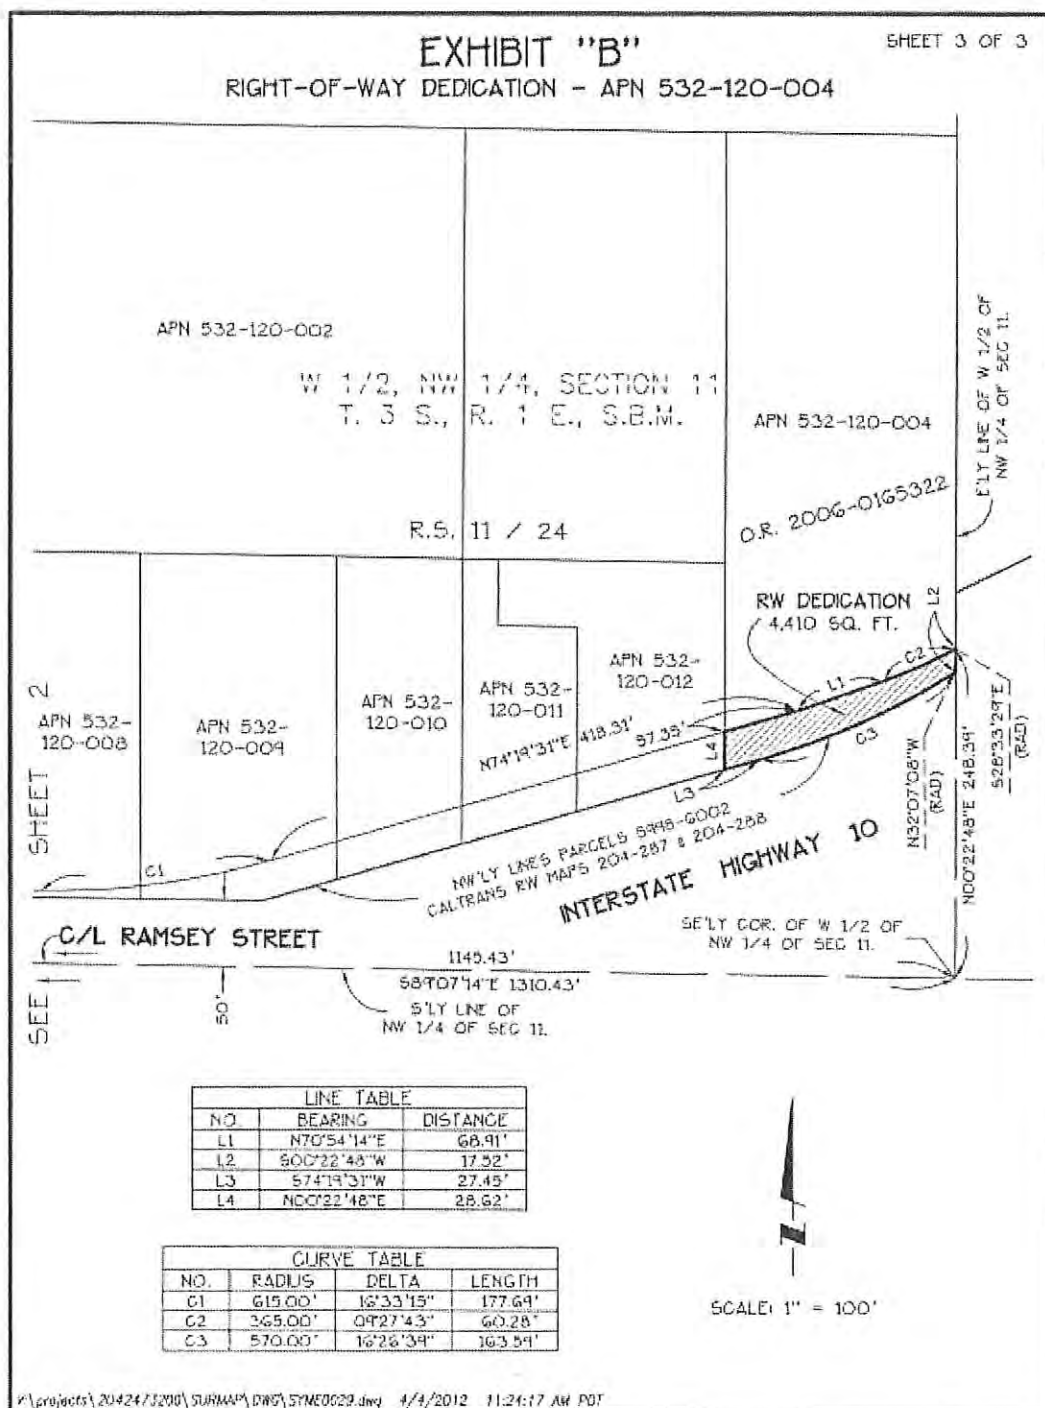 EXHIBIT "B"
SHEET 3 OF 3
RIGHT-OF-WAY DEDICATION - APN 532-120-004
APN 532-120-002
W 1/2, NW 1/4, SECTION 11
T. 3 S., R. 1 E., S.B.M.
APN 532-120-004
E'LY LINE OF W 1/2 OF
NW 1/4 OF SEC 11.
O.R. 2006-0165322
R.S. 11 / 24
RW DEDICATION
4,410 SQ. FT.
L2
C2
L1
C3
L4
L3
57.35'
N74°19'31"E 418.31'
APN 532-
120-008
APN 532-
120-009
APN 532-
120-010
APN 532-
120-011
APN 532-
120-012
SEE SHEET 2
C1
NW'LY LINES PARCELS 5998-6002
CALTRANS RW MAPS 204-287 & 204-288
INTERSTATE HIGHWAY 10
N32°07'08"W
(RAD)
N00°22'48"E 248.39'
S28°33'29"E
(RAD)
SE'LY COR. OF W 1/2 OF
NW 1/4 OF SEC 11.
C/L RAMSEY STREET
50'
1145.43'
S89°07'14"E 1310.43'
S'LY LINE OF
NW 1/4 OF SEC 11.
LINE TABLE
NO. BEARING DISTANCE
L1 N70°54'14"E 68.91'
L2 S00°22'48"W 17.52'
L3 S74°19'31"W 27.45'
L4 N00°22'48"E 28.62'
CURVE TABLE
NO. RADIUS DELTA LENGTH
C1 615.00' 16°33'15" 177.69'
C2 365.00' 09°27'43" 60.28'
C3 570.00' 16°26'39" 163.59'
N
SCALE: 1" = 100'
V:\projects\2042473200\SURMAP\DWG\SYME0029.dwg 4/4/2012 11:24:17 AM PDT